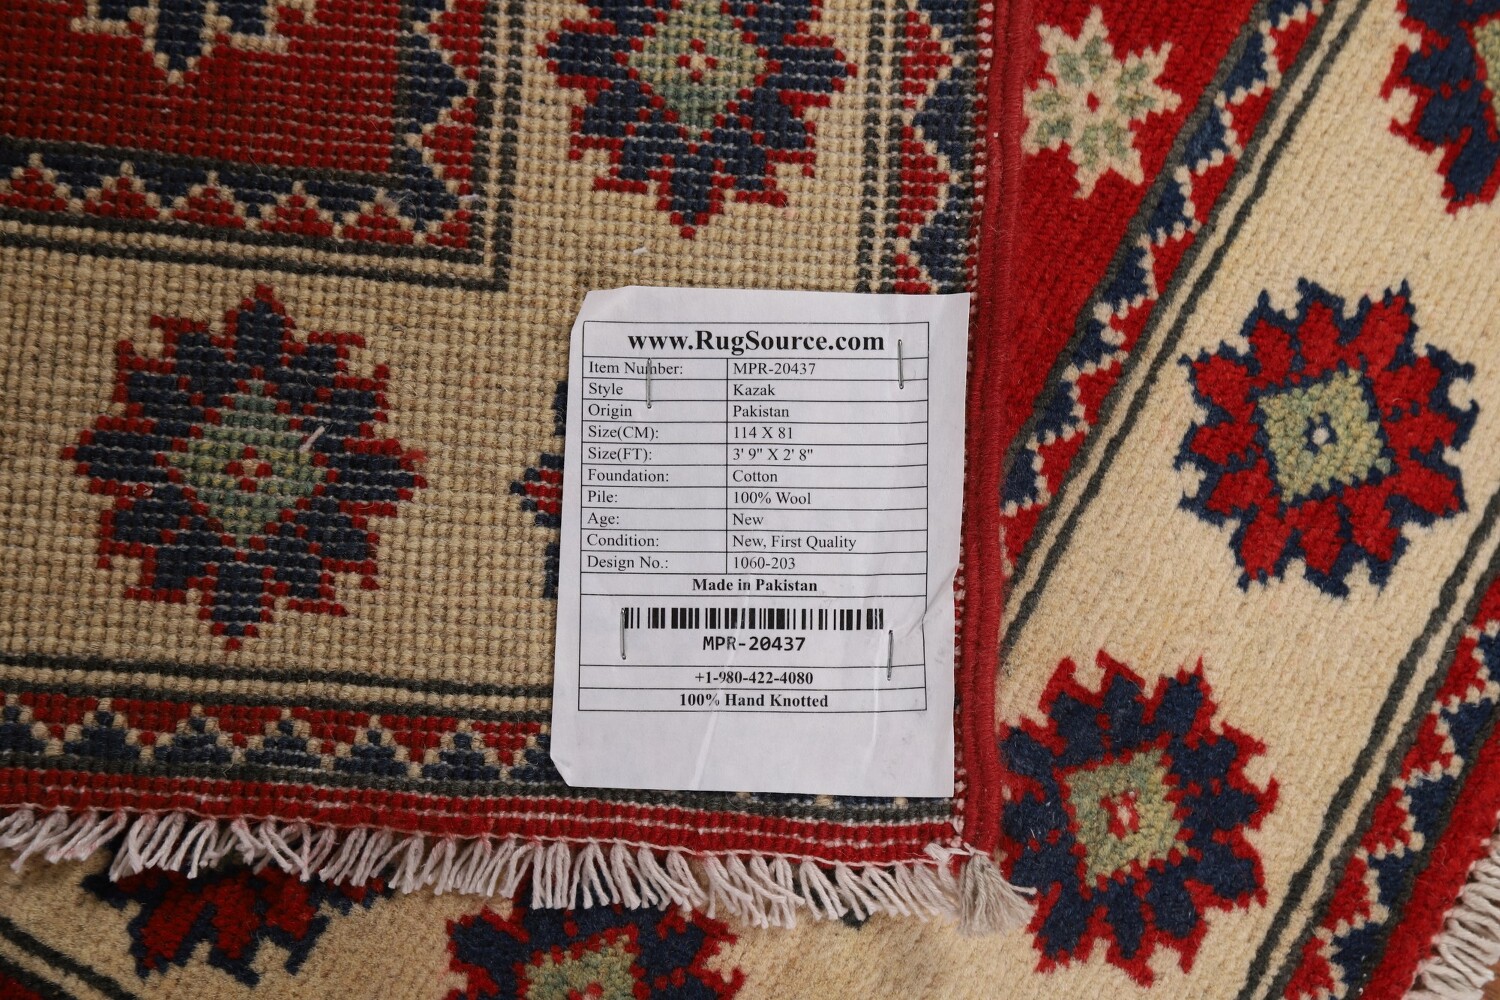 www.RugSource.com
Item Number: MPR-20437
Style Kazak
Origin Pakistan
Size(CM): 114 X 81
Size(FT): 3' 9" X 2' 8"
Foundation: Cotton
Pile: 100% Wool
Age: New
Condition: New, First Quality
Design No.: 1060-203
Made in Pakistan
MPR-20437
+1-980-422-4080
100% Hand Knotted